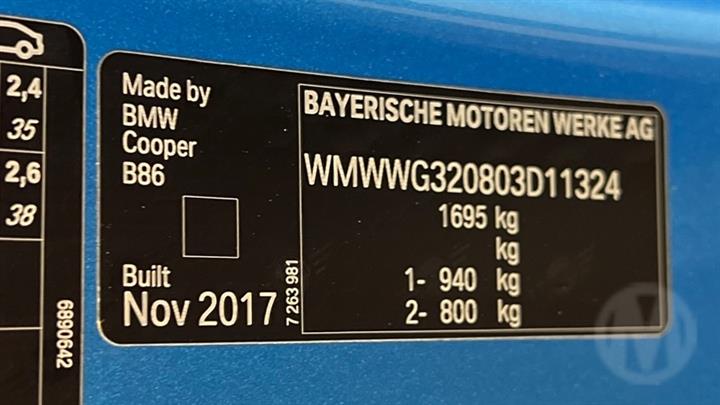 2,4
35
2,6
38
6890642
Made by
BMW
Cooper
B86
Built
Nov 2017
7 263 981
BAYERISCHE MOTOREN WERKE AG
WMWWG320803D11324
1695 kg
kg
1- 940 kg
2- 800 kg
M